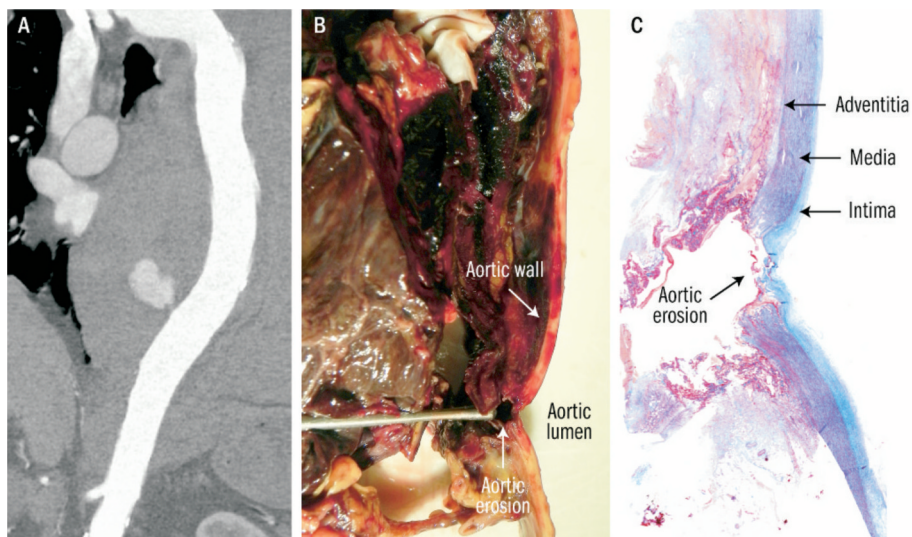 A
B
Aortic wall
Aortic
lumen
Aortic
erosion
C
Adventitia
Media
Intima
Aortic
erosion